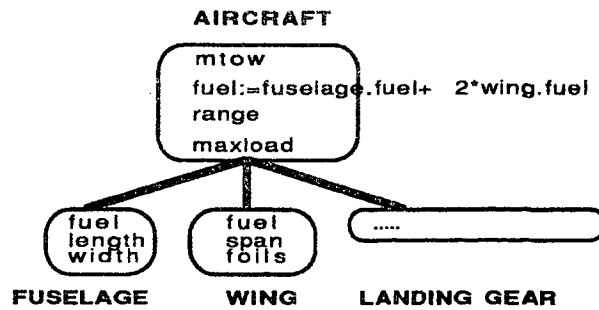 AIRCRAFT
mtow
fuel:=fuselage.fuel+ 2*wing.fuel
range
maxload
fuel
length
width
fuel
span
foils
.....
FUSELAGE
WING
LANDING GEAR